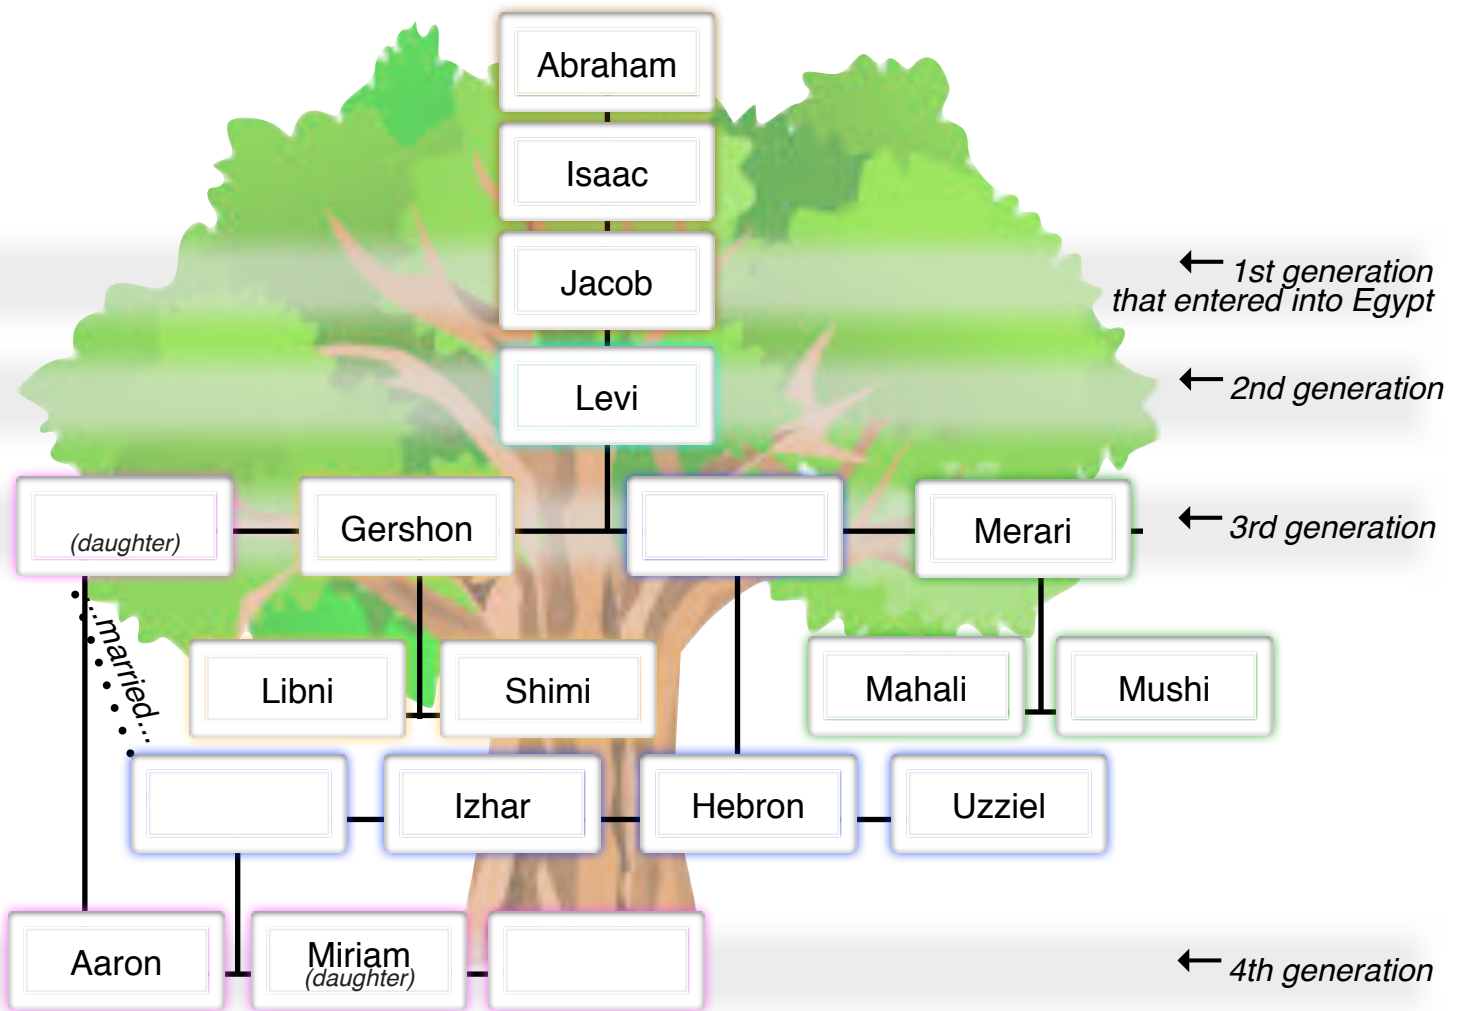 Abraham
Isaac
Jacob
← 1st generation
that entered into Egypt
Levi
← 2nd generation
(daughter)
Gershon
Merari
← 3rd generation
...married...
Libni
Shimi
Mahali
Mushi
Izhar
Hebron
Uzziel
Aaron
Miriam
(daughter)
← 4th generation